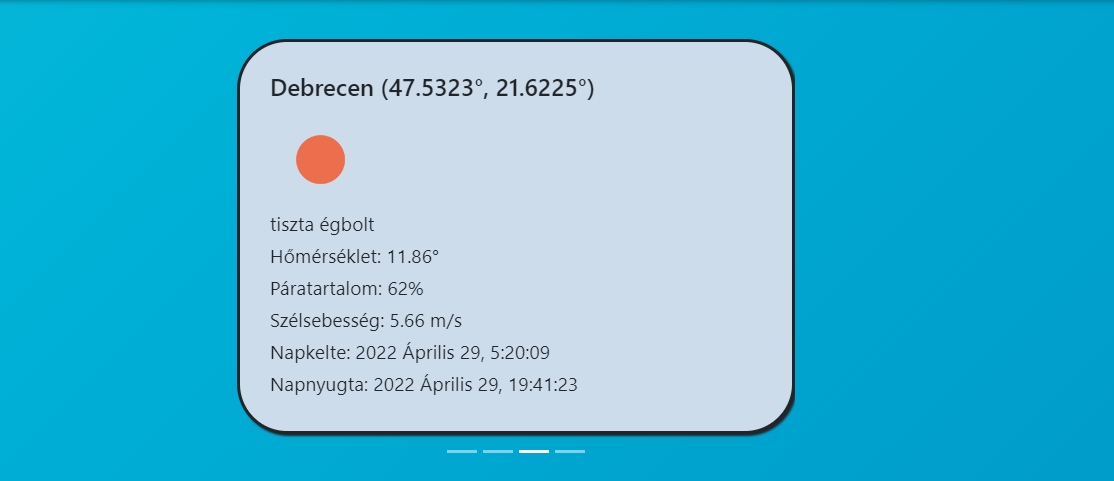 Debrecen (47.5323°, 21.6225°)
tiszta égbolt
Hőmérséklet: 11.86°
Páratartalom: 62%
Szélsebesség: 5.66 m/s
Napkelte: 2022 Április 29, 5:20:09
Napnyugta: 2022 Április 29, 19:41:23